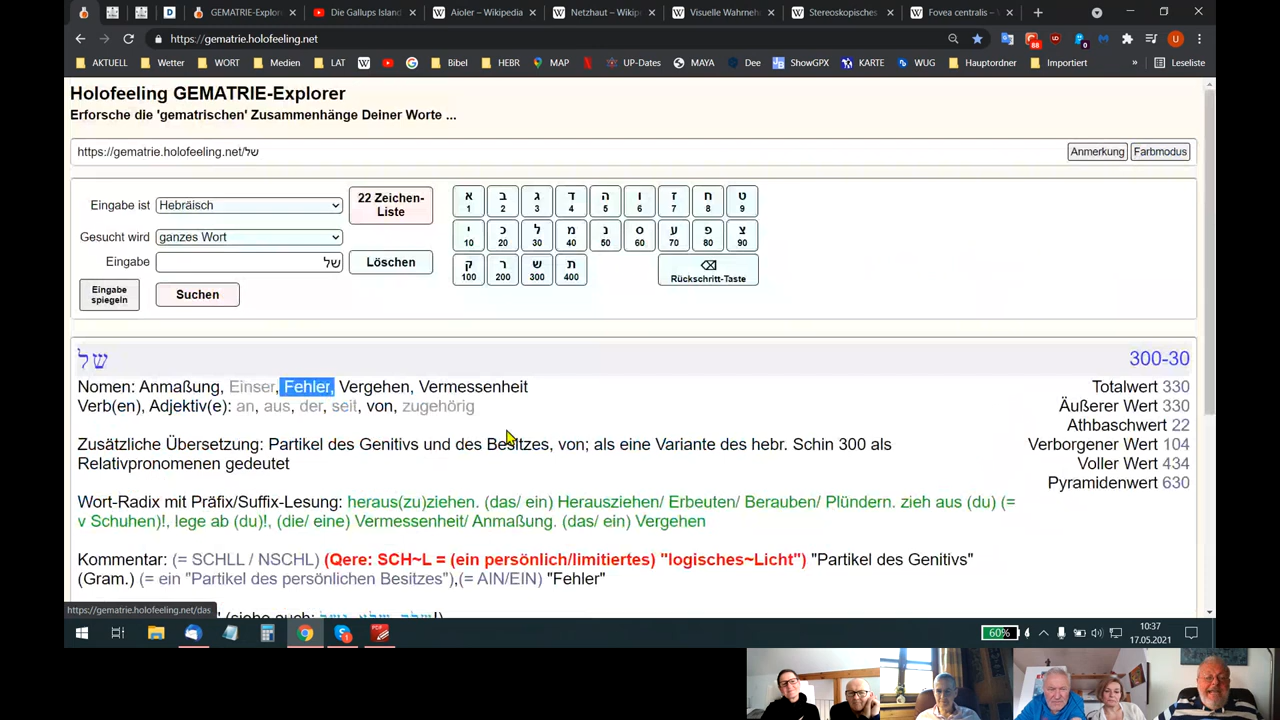 GEMATRIE-Explor
Die Gallups Island
Aioler – Wikipedia
Netzhaut – Wikip
Visuelle Wahrneh
Stereoskopisches
Fovea centralis – V
https://gematrie.holofeeling.net
AKTUELL Wetter WORT Medien LAT Bibel HEBR MAP UP-Dates MAYA Dee ShowGPX KARTE WUG Hauptordner Importiert » Leseliste
Holofeeling GEMATRIE-Explorer
Erforsche die 'gematrischen' Zusammenhänge Deiner Worte ...
https://gematrie.holofeeling.net/של Anmerkung Farbmodus
Eingabe ist Hebräisch
22 Zeichen-
Liste
Gesucht wird ganzes Wort
Eingabe של Löschen
Eingabe
spiegeln
Suchen
א ב ג ד ה ו ז ח ט
1 2 3 4 5 6 7 8 9
י כ ל מ נ ס ע פ צ
10 20 30 40 50 60 70 80 90
ק ר ש ת
100 200 300 400
Rückschritt-Taste
של 300-30
Nomen: Anmaßung, Einser, Fehler, Vergehen, Vermessenheit
Verb(en), Adjektiv(e): an, aus, der, seit, von, zugehörig
Totalwert 330
Äußerer Wert 330
Athbaschwert 22
Verborgener Wert 104
Voller Wert 434
Pyramidenwert 630
Zusätzliche Übersetzung: Partikel des Genitivs und des Besitzes, von; als eine Variante des hebr. Schin 300 als
Relativpronomenen gedeutet
Wort-Radix mit Präfix/Suffix-Lesung: heraus(zu)ziehen. (das/ ein) Herausziehen/ Erbeuten/ Berauben/ Plündern. zieh aus (du) (=
v Schuhen)!, lege ab (du)!, (die/ eine) Vermessenheit/ Anmaßung. (das/ ein) Vergehen
Kommentar: (= SCHLL / NSCHL) (Qere: SCH~L = (ein persönlich/limitiertes) "logisches~Licht") "Partikel des Genitivs"
(Gram.) (= ein "Partikel des persönlichen Besitzes"),(= AIN/EIN) "Fehler"
https://gematrie.holofeeling.net/das
(siehe auch:
60%
10:37
17.05.2021